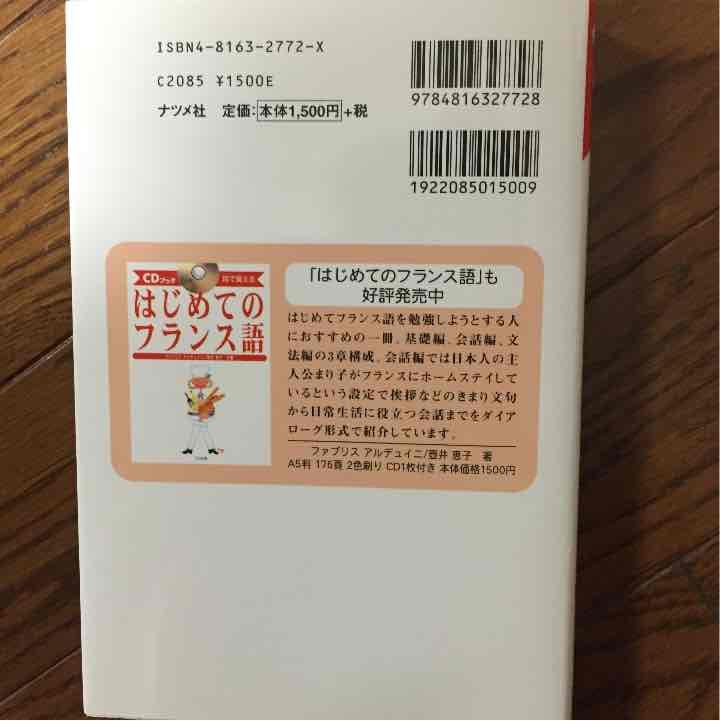 ISBN4-8163-2772-X
C2085 ¥1500E
ナツメ社 定価:本体1,500円+税
9784816327728
1922085015009
CDブック 耳で覚える
はじめての
フランス語
「はじめてのフランス語」も
好評発売中
はじめてフランス語を勉強しようとする人
におすすめの一冊。基礎編、会話編、文
法編の3章構成。会話編では日本人の主
人公まり子がフランスにホームステイして
いるという設定で挨拶などのきまり文句
から日常生活に役立つ会話までをダイア
ローグ形式で紹介しています。
ファブリス アルデュイニ/壺井 恵子 著
A5判 176頁 2色刷り CD1枚付き 本体価格1500円